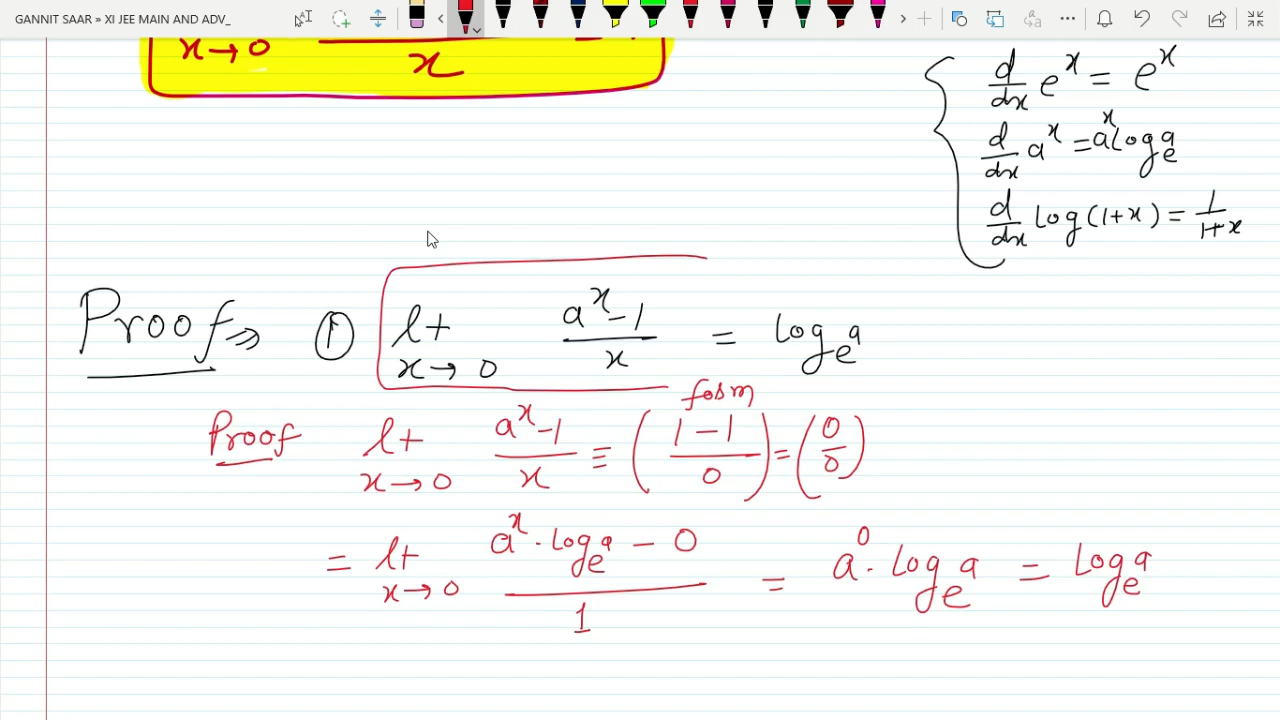 GANNIT SAAR » XI JEE MAIN AND ADV_
x→0 x
d/dx e^x = e^x
d/dx a^x = a^x log_e a
d/dx log(1+x) = 1/1+x
Proof⇒ ① lt x→0 a^x-1/x = log_e a
form
Proof lt x→0 a^x-1/x ≡ (1-1/0) = (0/0)
= lt x→0 a^x · log_e a - 0/1 = a^0 · log_e a = log_e a